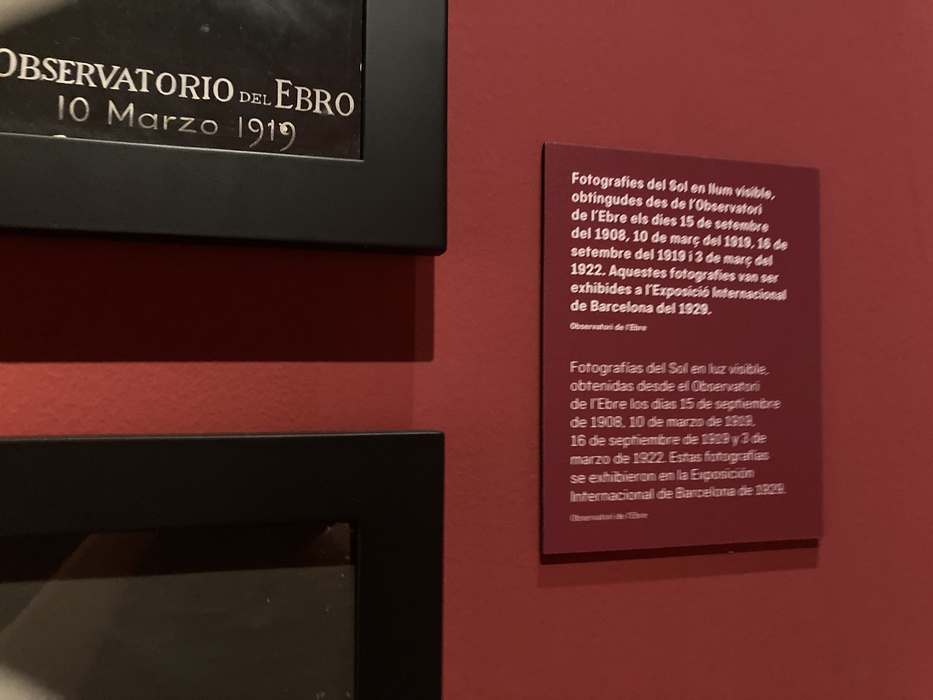 OBSERVATORIO DEL EBRO
10 Marzo 1919
Fotografies del Sol en llum visible,
obtingudes des de l'Observatori
de l'Ebre els dies 15 de setembre
del 1908, 10 de març del 1919, 16 de
setembre del 1919 i 3 de març del
1922. Aquestes fotografies van ser
exhibides a l'Exposició Internacional
de Barcelona del 1929.
Observatori de l'Ebre
Fotografías del Sol en luz visible,
obtenidas desde el Observatori
de l'Ebre los días 15 de septiembre
de 1908, 10 de marzo de 1919,
16 de septiembre de 1919 y 3 de
marzo de 1922. Estas fotografías
se exhibieron en la Exposición
Internacional de Barcelona de 1929.
Observatori de l'Ebre